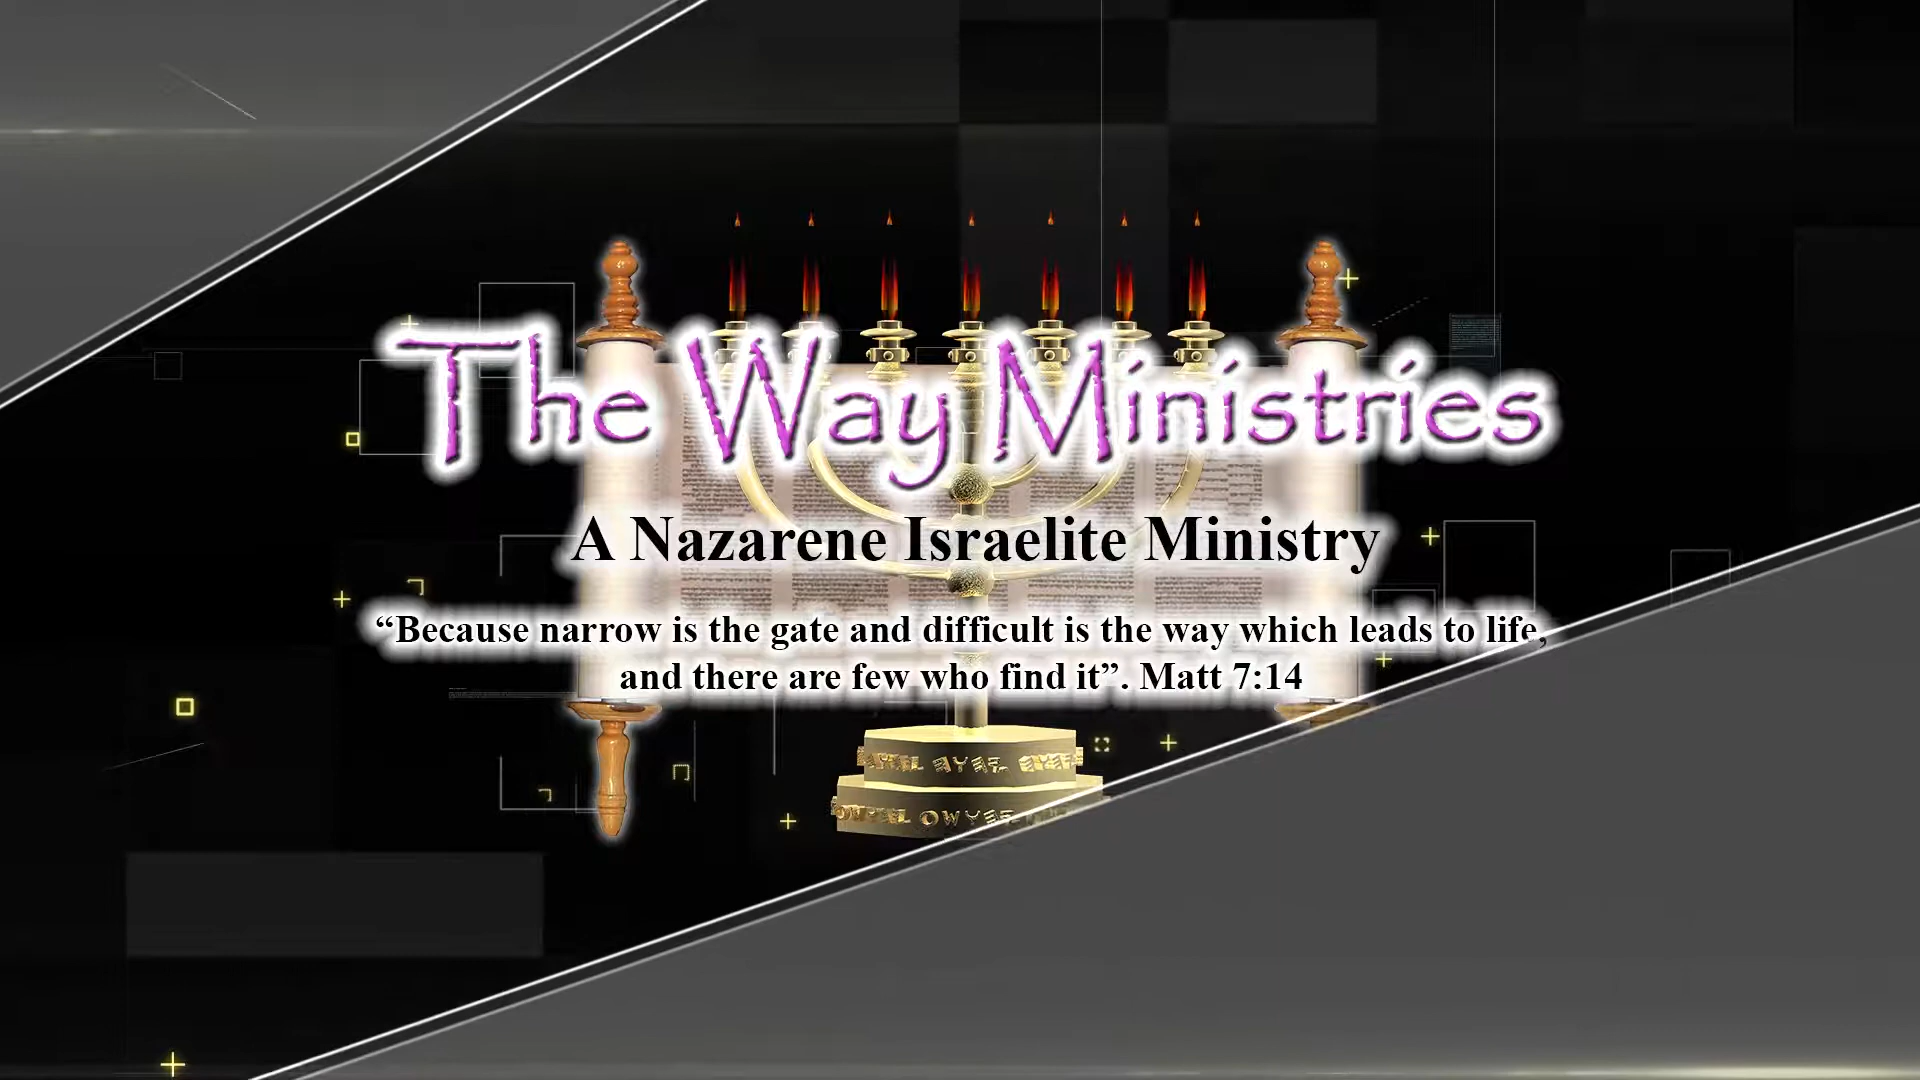 The Way Ministries
A Nazarene Israelite Ministry
“Because narrow is the gate and difficult is the way which leads to life,
and there are few who find it”. Matt 7:14